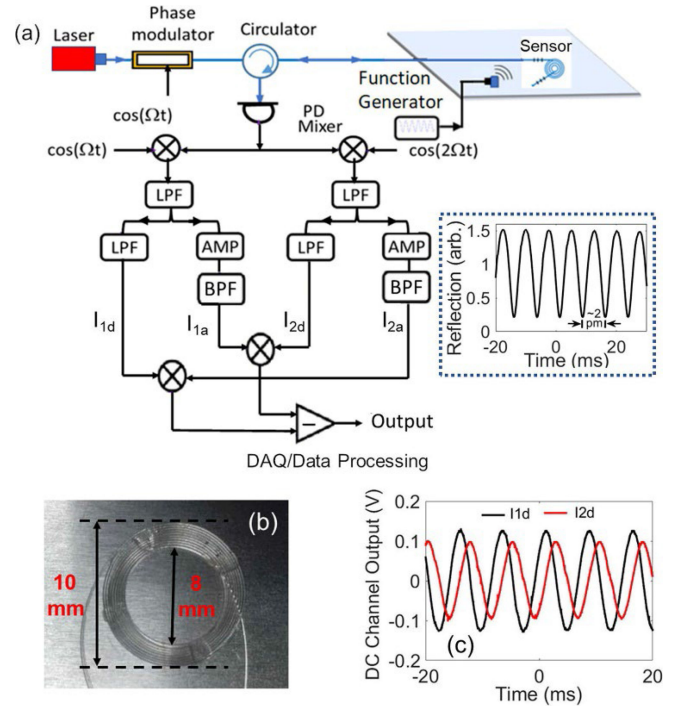 (a)
Laser
Phase
modulator
Circulator
Sensor
Function
Generator
cos(Ωt)
PD
Mixer
cos(Ωt)
cos(2Ωt)
LPF
LPF
LPF
AMP
LPF
AMP
BPF
BPF
I1d
I1a
I2d
I2a
Reflection (arb.)
1.5
1
0.5
0
~2
pm
-20
0
20
Time (ms)
−
Output
DAQ/Data Processing
(b)
10
mm
8
mm
DC Channel Output (V)
0.2
0.1
0
-0.1
-0.2
I1d
I2d
(c)
-20
-10
0
10
20
Time (ms)